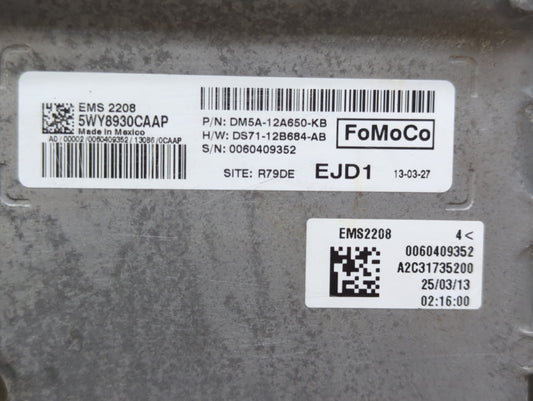 EMS 2208
5WY8930CAAP
Made in Mexico
A0 / 00002 / 0060409352 / 13086 / 0CAAP
P/N: DM5A-12A650-KB
H/W: DS71-12B684-AB
S/N: 0060409352
FoMoCo
SITE: R79DE EJD1 13-03-27
EMS2208 4<
0060409352
A2C31735200
25/03/13
02:16:00